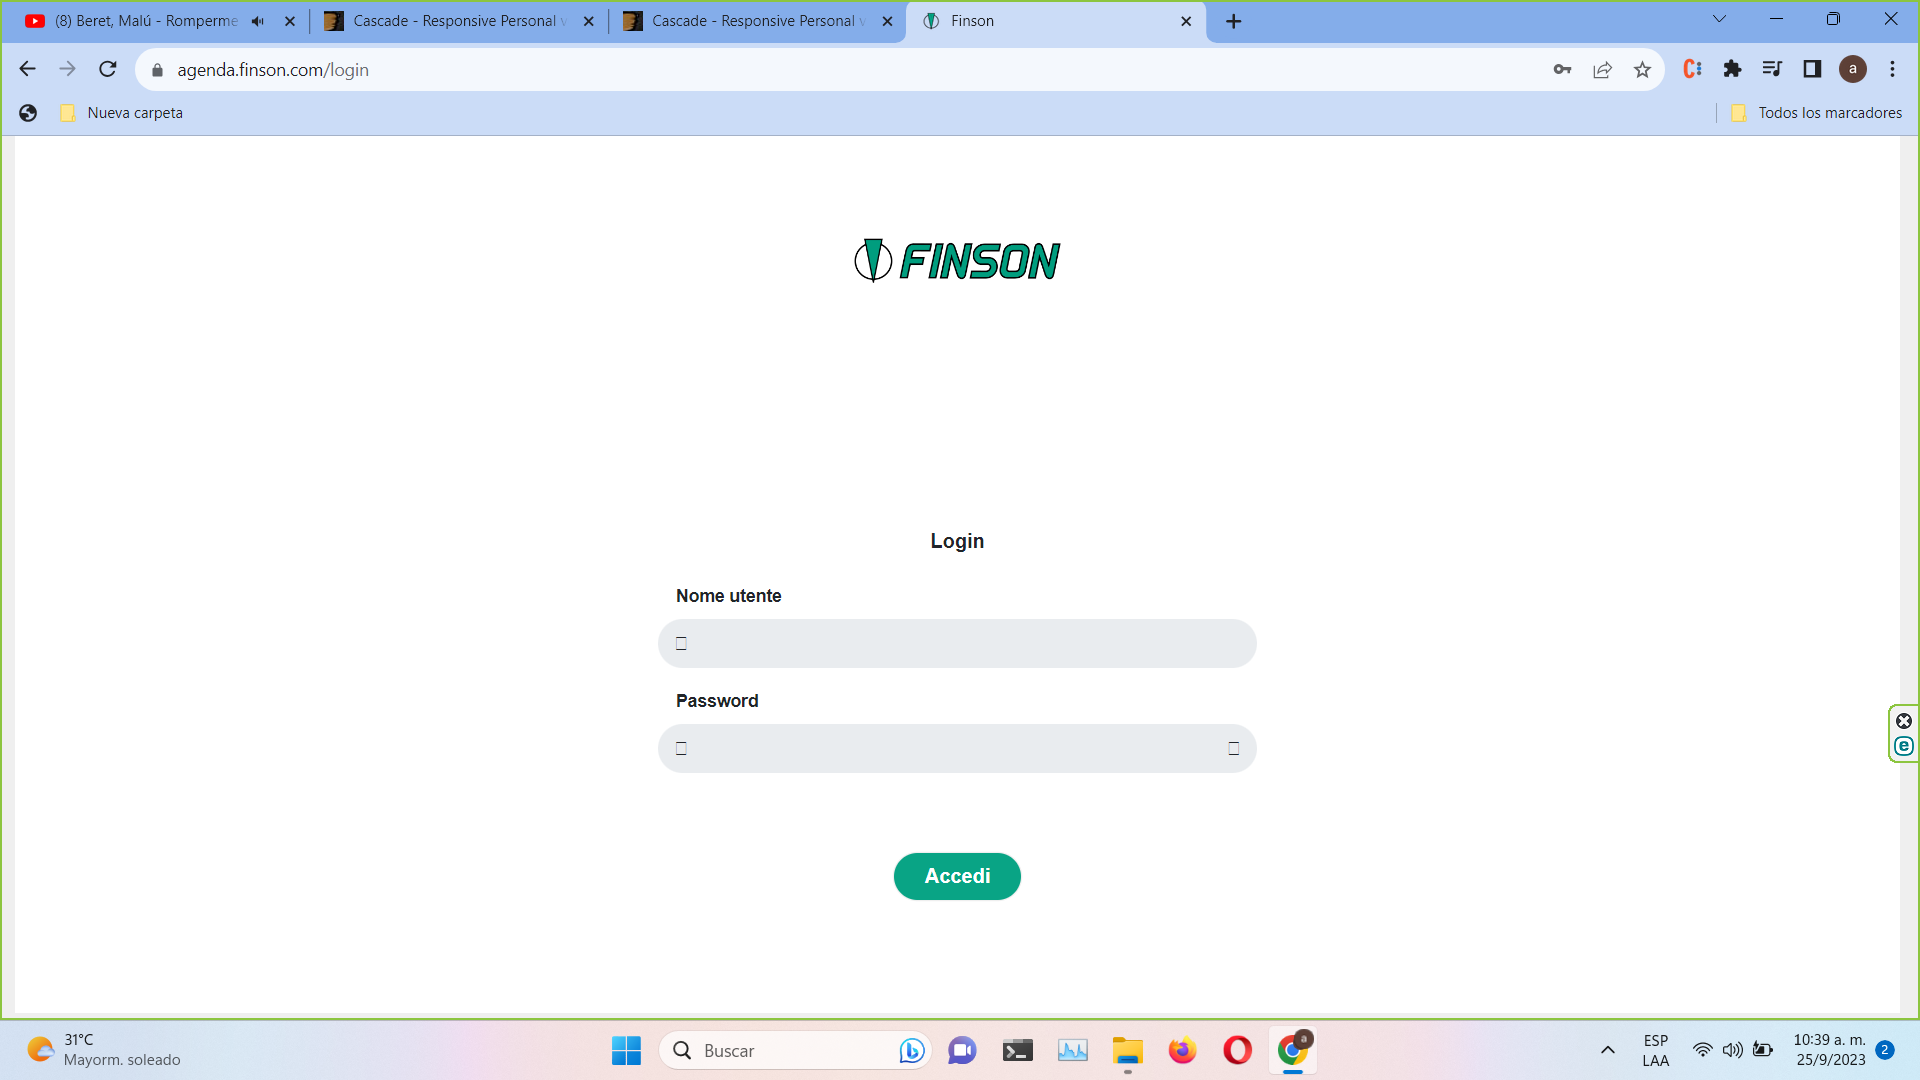 (8) Beret, Malú - Romperme
Cascade - Responsive Personal v
Cascade - Responsive Personal v
Finson
agenda.finson.com/login
a
Nueva carpeta
Todos los marcadores
FINSON
Login
Nome utente
Password
Accedi
31°C
Mayorm. soleado
Buscar
a
ESP
LAA
10:39 a. m.
25/9/2023
2